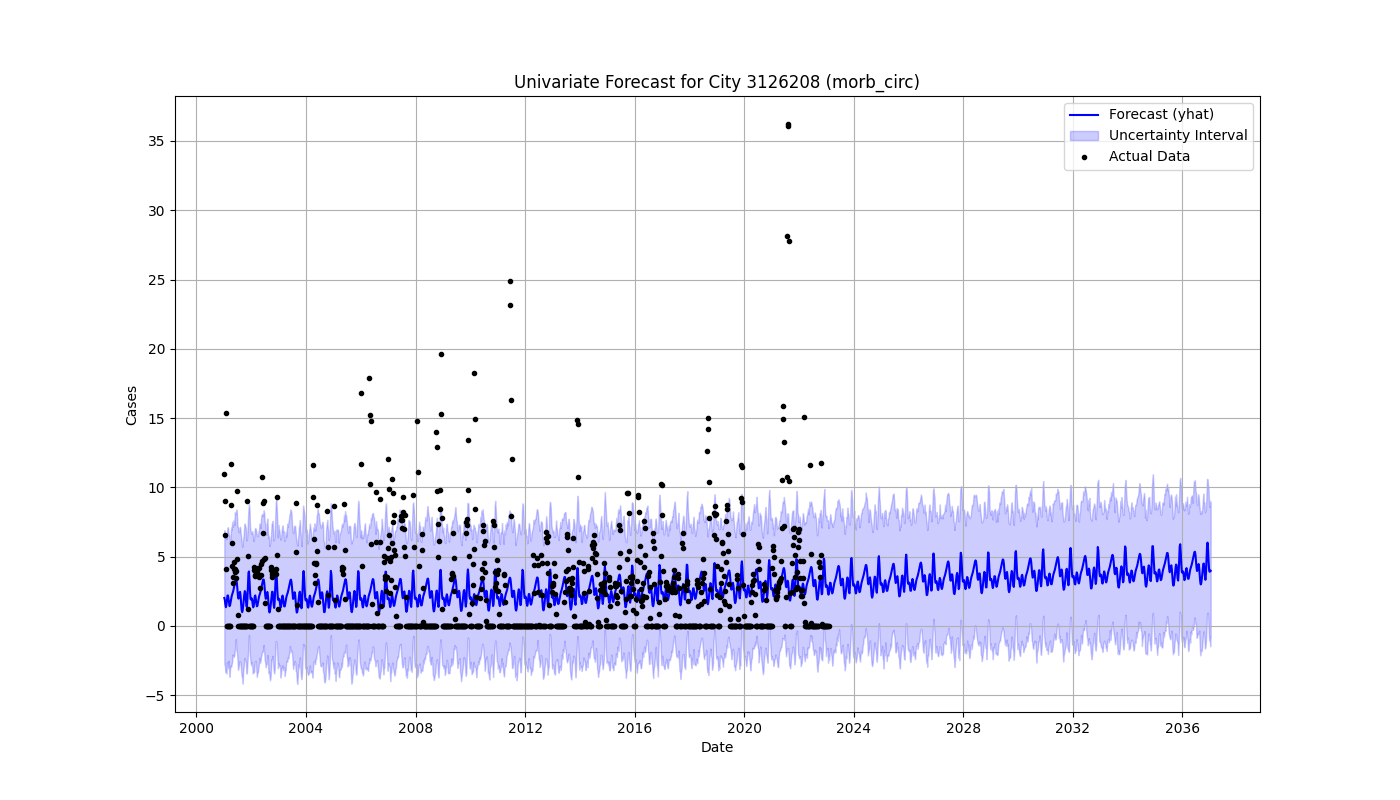 Univariate Forecast for City 3126208 (morb_circ)
Forecast (yhat)
Uncertainty Interval
Actual Data
Cases
35
30
25
20
15
10
5
0
−5
2000 2004 2008 2012 2016 2020 2024 2028 2032 2036
Date